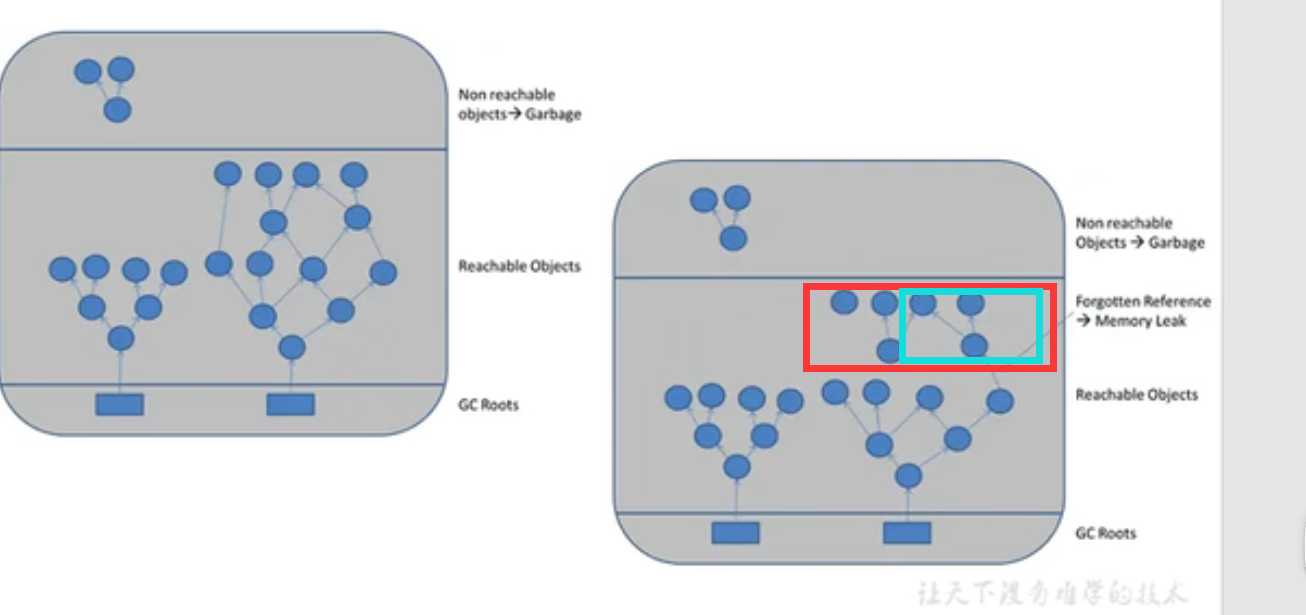 Non reachable
objects→ Garbage
Reachable Objects
GC Roots
Non reachable
Objects → Garbage
Forgotten Reference
→ Memory Leak
Reachable Objects
GC Roots
让天下没有难学的技术